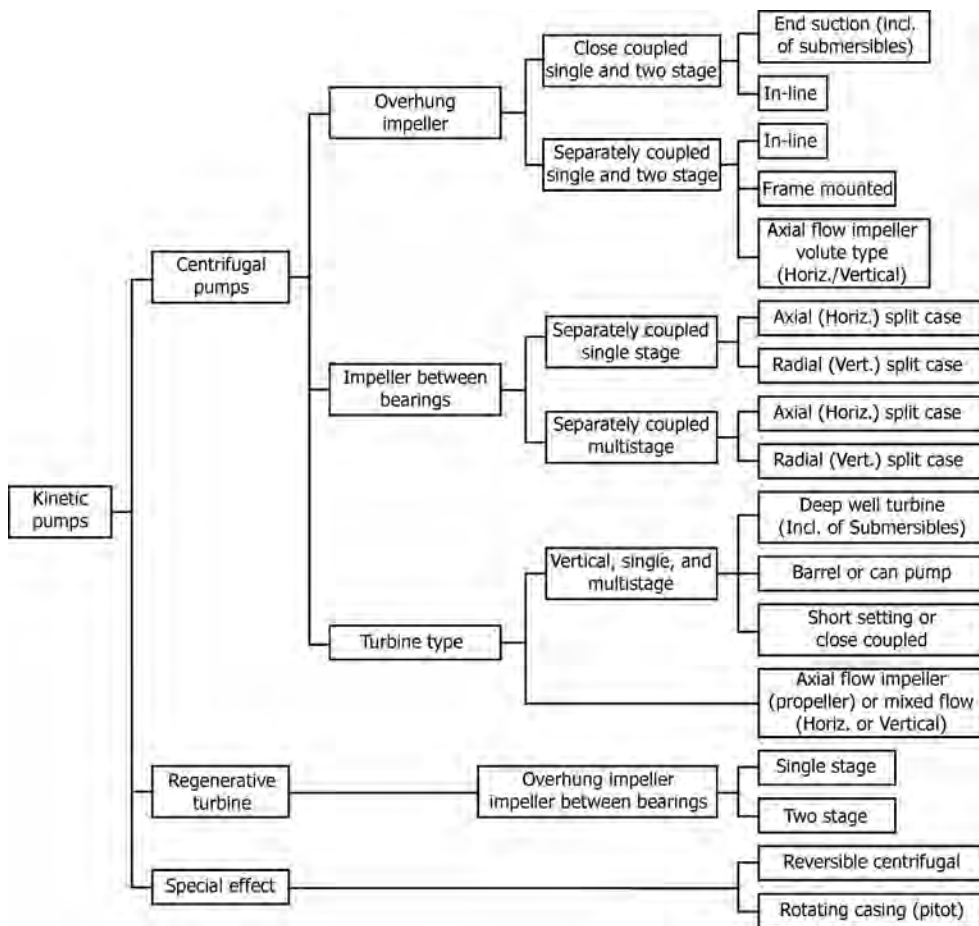 End suction (incl.
of submersibles)
Close coupled
single and two stage
In-line
Overhung
impeller
In-line
Separately coupled
single and two stage
Frame mounted
Axial flow impeller
volute type
(Horiz./Vertical)
Centrifugal
pumps
Axial (Horiz.) split case
Separately coupled
single stage
Radial (Vert.) split case
Impeller between
bearings
Axial (Horiz.) split case
Separately coupled
multistage
Radial (Vert.) split case
Kinetic
pumps
Deep well turbine
(Incl. of Submersibles)
Vertical, single, and
multistage
Barrel or can pump
Short setting or
close coupled
Turbine type
Axial flow impeller
(propeller) or mixed flow
(Horiz. or Vertical)
Regenerative
turbine
Overhung impeller
impeller between bearings
Single stage
Two stage
Special effect
Reversible centrifugal
Rotating casing (pitot)